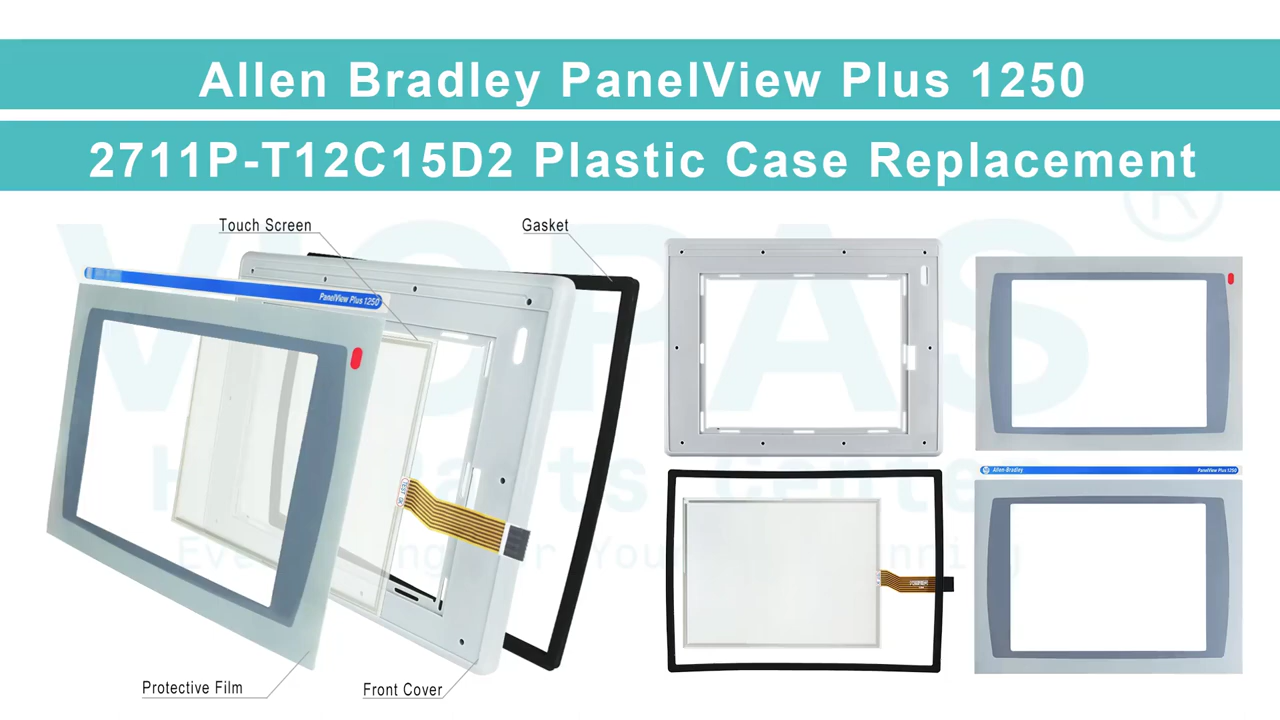 Allen Bradley PanelView Plus 1250
2711P-T12C15D2 Plastic Case Replacement
Touch Screen
Gasket
PanelView Plus 1250
Allen-Bradley
PanelView Plus 1250
VICPAS
®
Protective Film
Front Cover